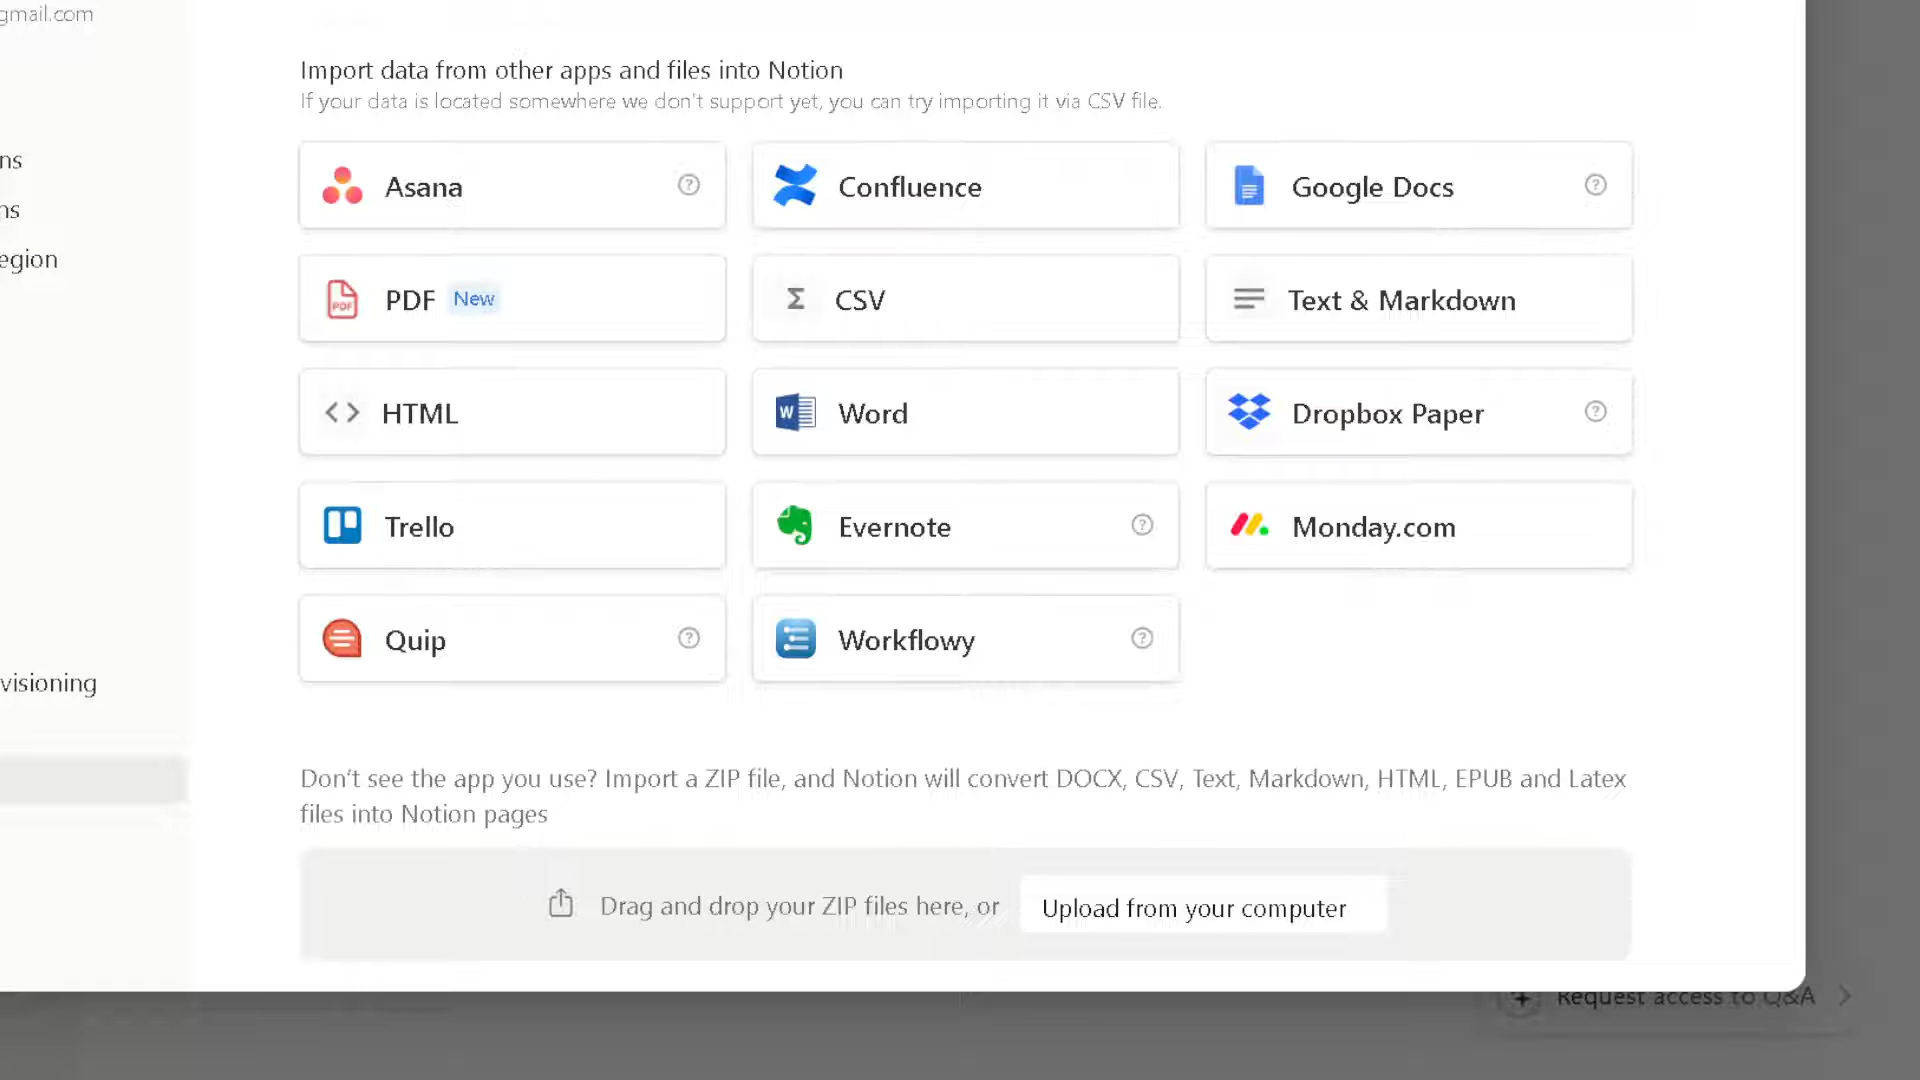 gmail.com
ns
ns
egion
visioning
Import data from other apps and files into Notion
If your data is located somewhere we don't support yet, you can try importing it via CSV file.
Asana
Confluence
Google Docs
PDF New
CSV
Text & Markdown
HTML
Word
Dropbox Paper
Trello
Evernote
Monday.com
Quip
Workflowy
Don't see the app you use? Import a ZIP file, and Notion will convert DOCX, CSV, Text, Markdown, HTML, EPUB and Latex
files into Notion pages
Drag and drop your ZIP files here, or
Upload from your computer
Request access to Q&A